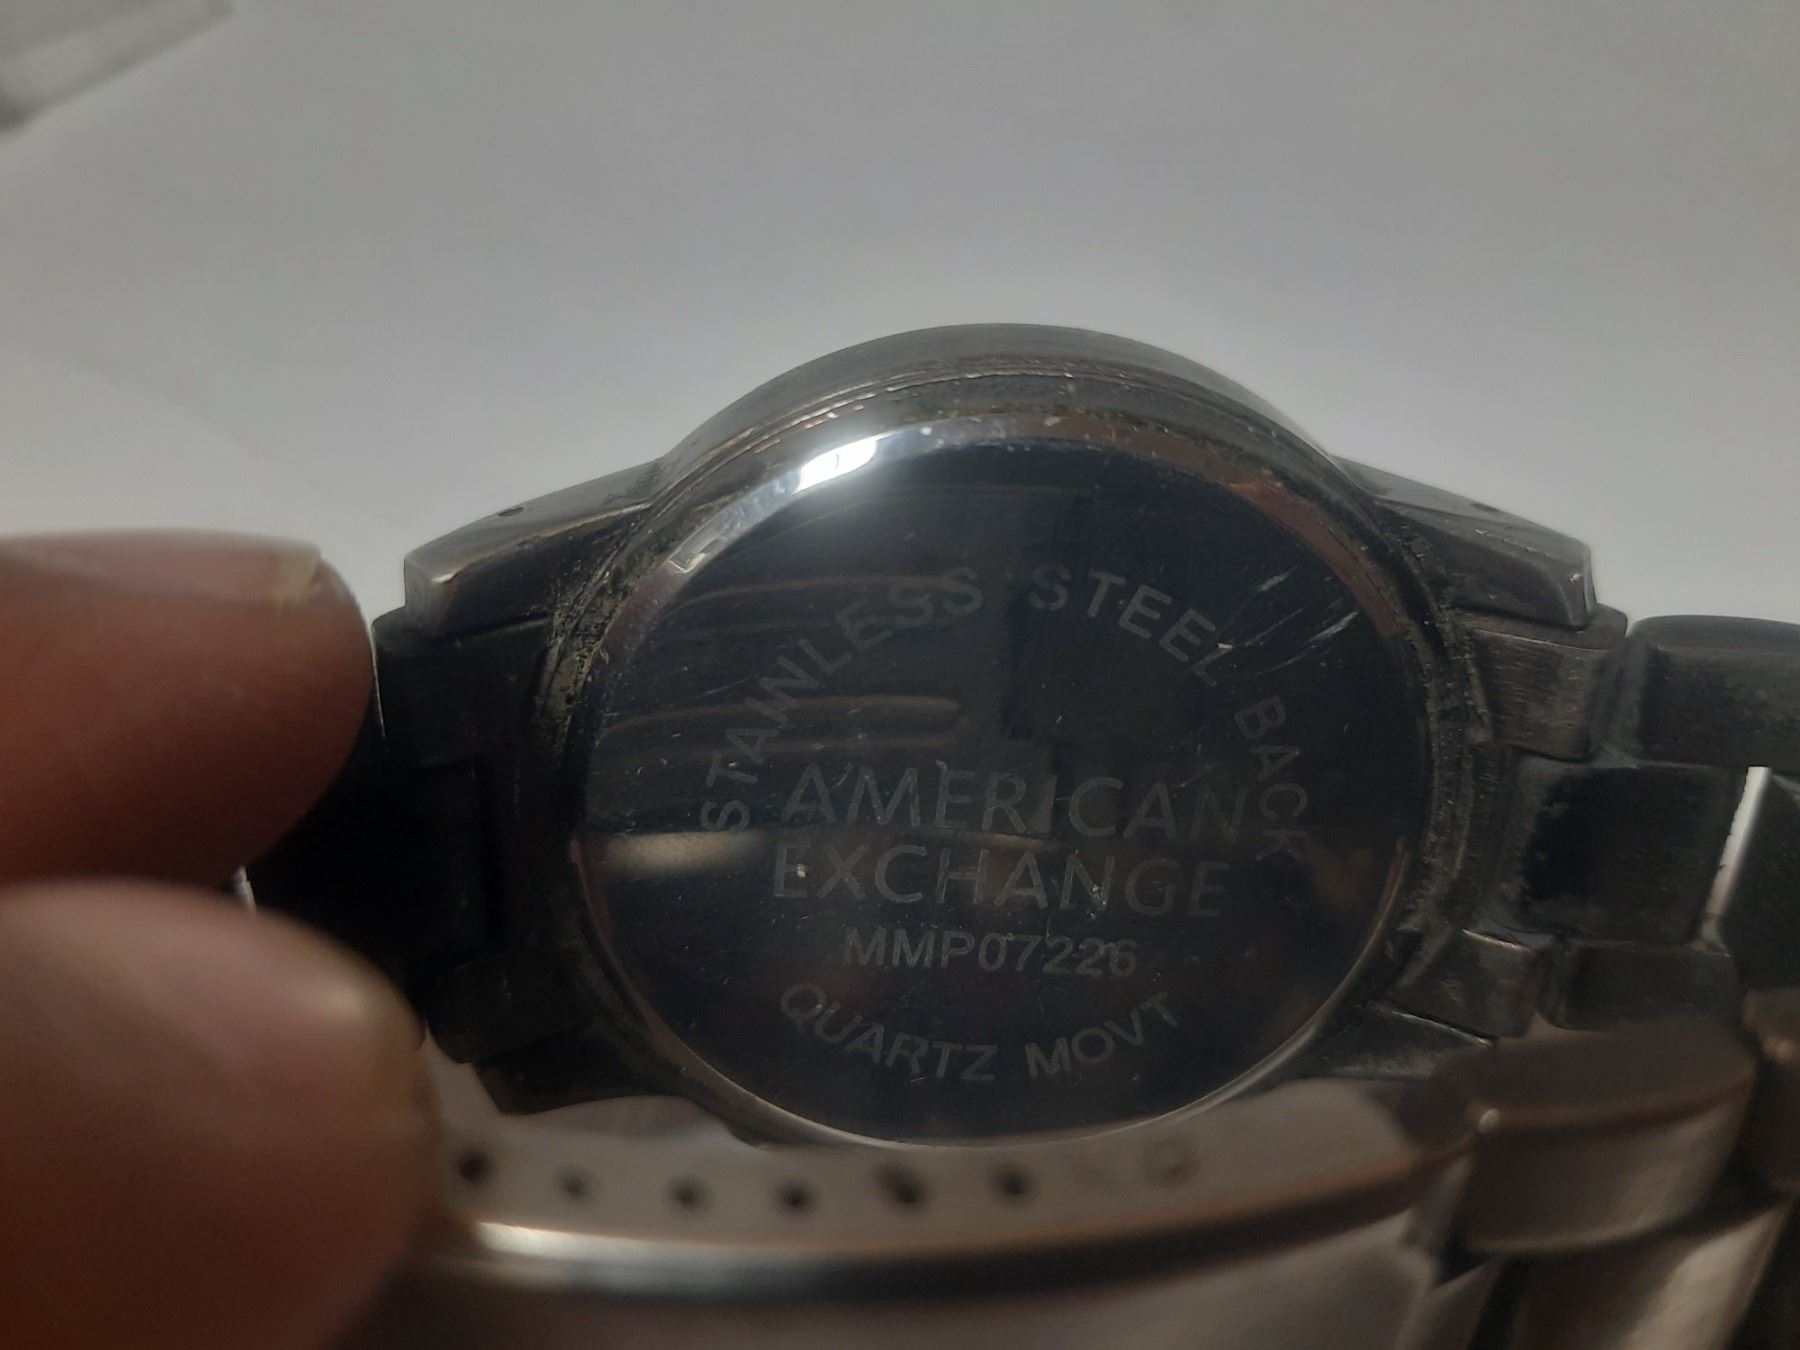 STAINLESS STEEL BACK
AMERICAN
EXCHANGE
MMP07226
QUARTZ MOVT